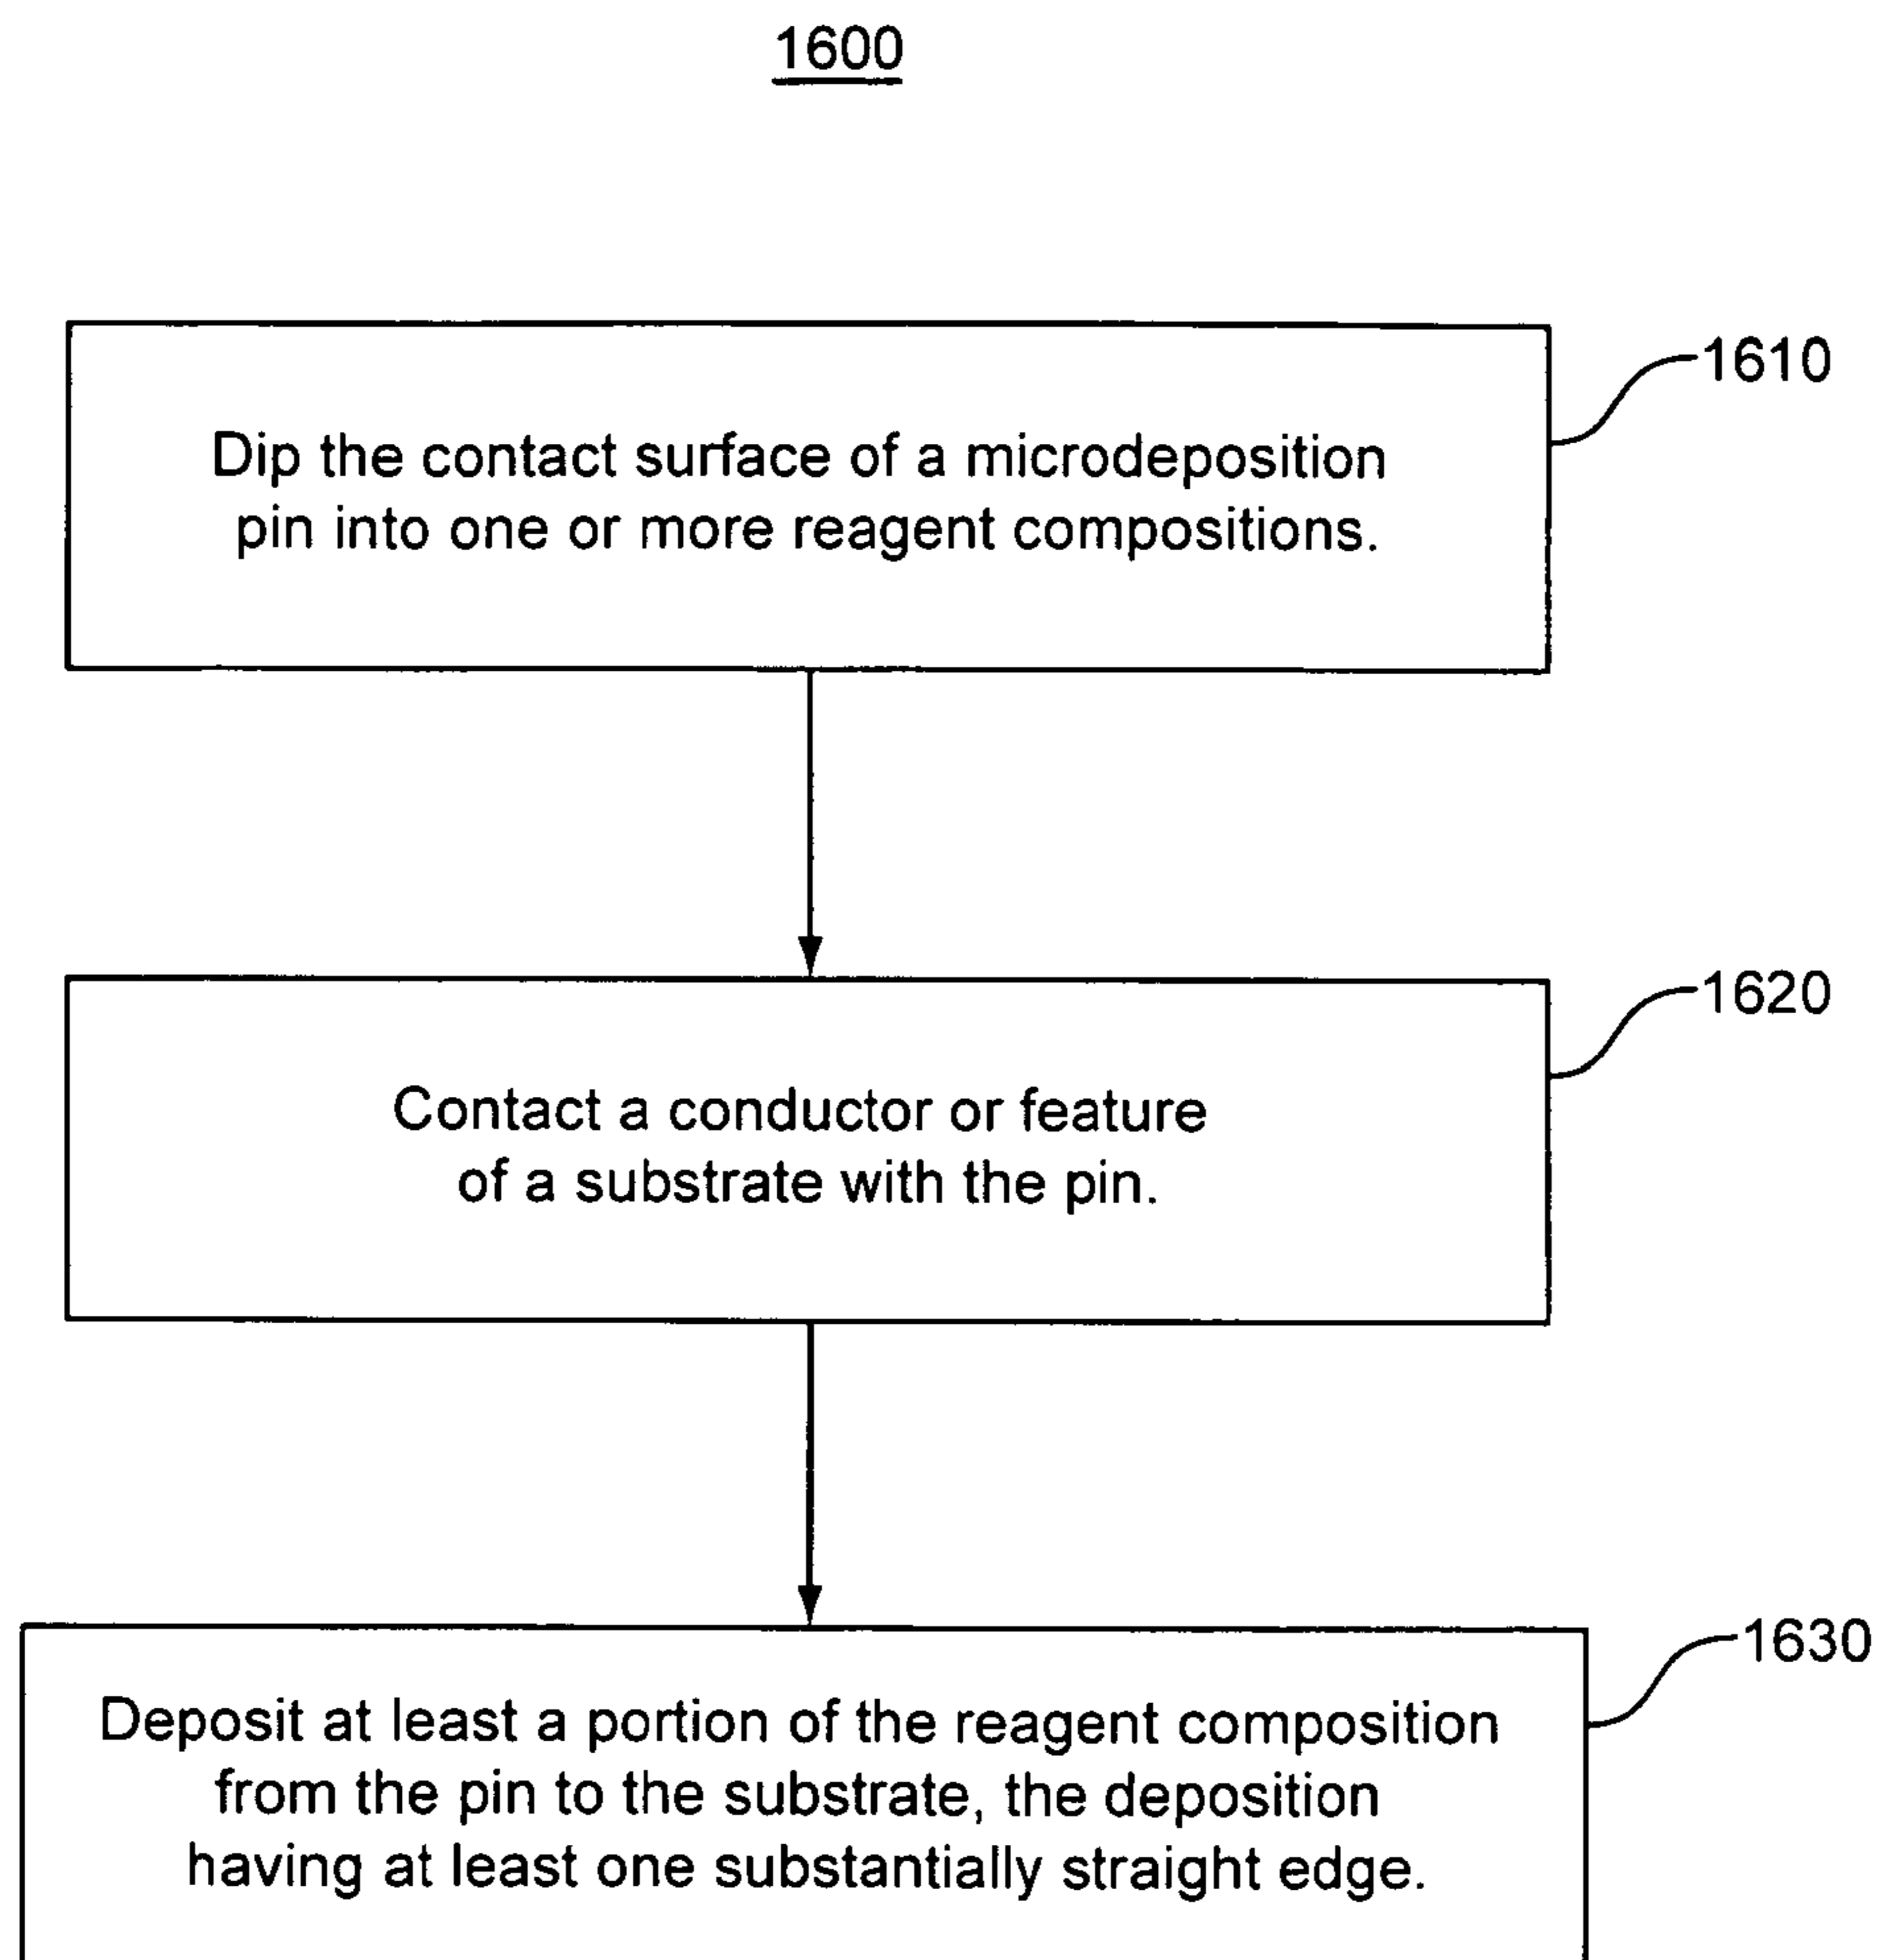 1600
1610
Dip the contact surface of a microdeposition
pin into one or more reagent compositions.
1620
Contact a conductor or feature
of a substrate with the pin.
1630
Deposit at least a portion of the reagent composition
from the pin to the substrate, the deposition
having at least one substantially straight edge.